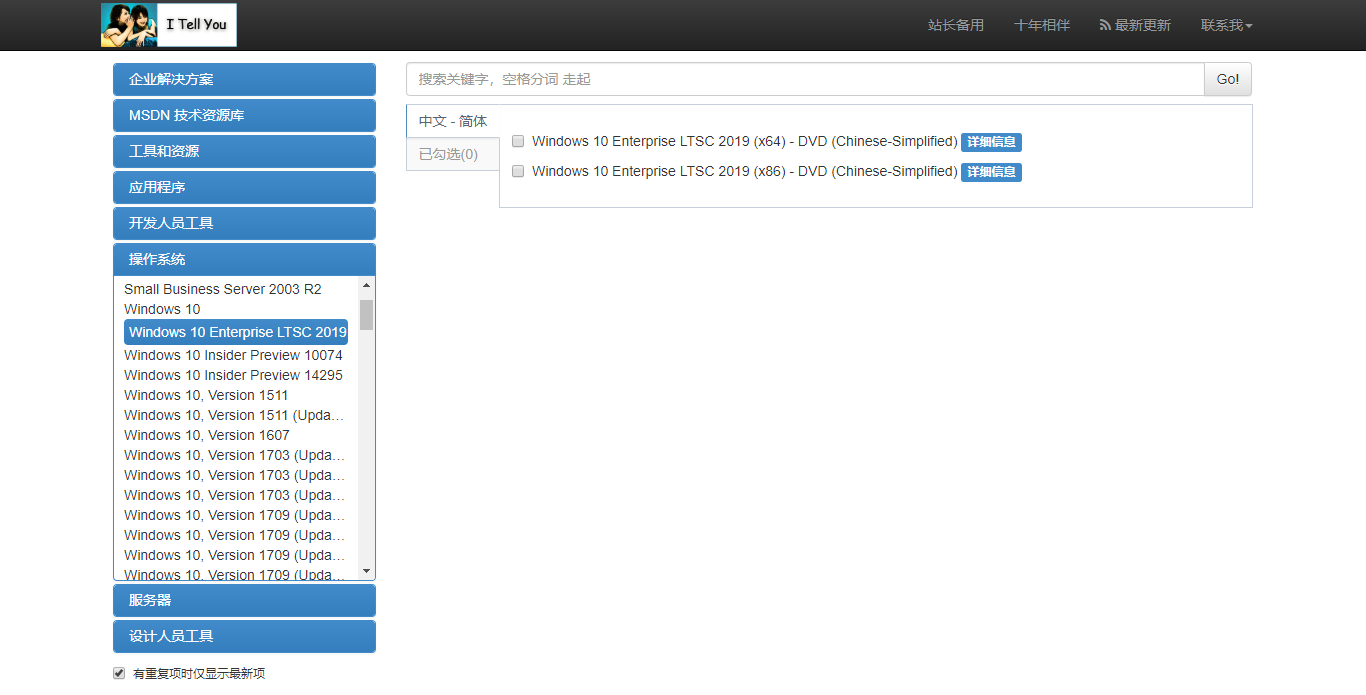 I Tell You
站长备用
十年相伴
最新更新
联系我
企业解决方案
MSDN 技术资源库
工具和资源
应用程序
开发人员工具
操作系统
Small Business Server 2003 R2
Windows 10
Windows 10 Enterprise LTSC 2019
Windows 10 Insider Preview 10074
Windows 10 Insider Preview 14295
Windows 10, Version 1511
Windows 10, Version 1511 (Upda…
Windows 10, Version 1607
Windows 10, Version 1703 (Upda…
Windows 10, Version 1703 (Upda…
Windows 10, Version 1703 (Upda…
Windows 10, Version 1709 (Upda…
Windows 10, Version 1709 (Upda…
Windows 10, Version 1709 (Upda…
Windows 10, Version 1709 (Upda…
服务器
设计人员工具
有重复项时仅显示最新项
搜索关键字，空格分词 走起
Go!
中文 - 简体
已勾选(0)
Windows 10 Enterprise LTSC 2019 (x64) - DVD (Chinese-Simplified) 详细信息
Windows 10 Enterprise LTSC 2019 (x86) - DVD (Chinese-Simplified) 详细信息